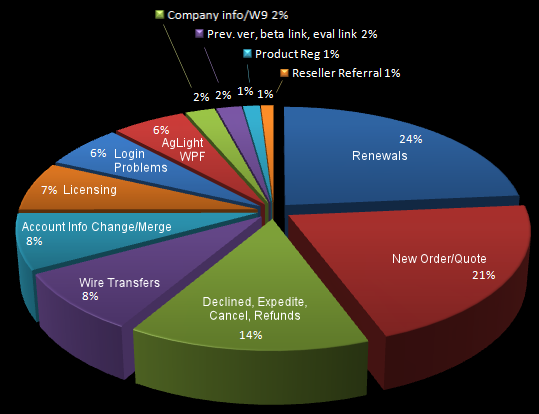 Company info/W9 2%
Prev. ver, beta link, eval link 2%
Product Reg 1%
Reseller Referral 1%
2%
2%
1%
1%
24%
Renewals
6%
AgLight
WPF
6%
Login
Problems
7% Licensing
Account Info Change/Merge
8%
New Order/Quote
21%
Wire Transfers
8%
Declined, Expedite,
Cancel, Refunds
14%